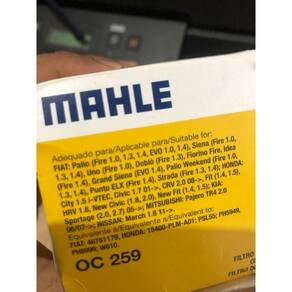 MAHLE
Adequado para/Aplicable para/Suitable for:
FIAT: Palio (Fire 1.0, 1.3, 1.4, EVO 1.0, 1.4), Siena (Fire 1.0,
1.3, 1.4), Uno (Fire 1.0), Doblò (Fire 1.3), Fiorino Fire, Idea
(Fire 1.4), Grand Siena (EVO 1.4), Palio Weekend (Fire 1.0,
1.3, 1.4), Punto ELX (Fire 1.4), Strada (Fire 1.3, 1.4); HONDA:
City 1.5 i-VTEC, Civic 1.7 01->, CRV 2.0 08->, Fit (1.4, 1.5),
HRV 1.8, New Civic (1.8, 2.0), New Fit (1.4, 1.5); KIA:
Sportage (2.0, 2.7) 05->; MITSUBISHI: Pajero TR4 2.0
06/07->; NISSAN: March 1.6 11->.
Equivalente a/Equivalente a/Equivalent to:
FIAT: 46751179, HONDA: 15400-PLM-A01; PSL55; PH5949,
W610.
OC 259
FILTRO